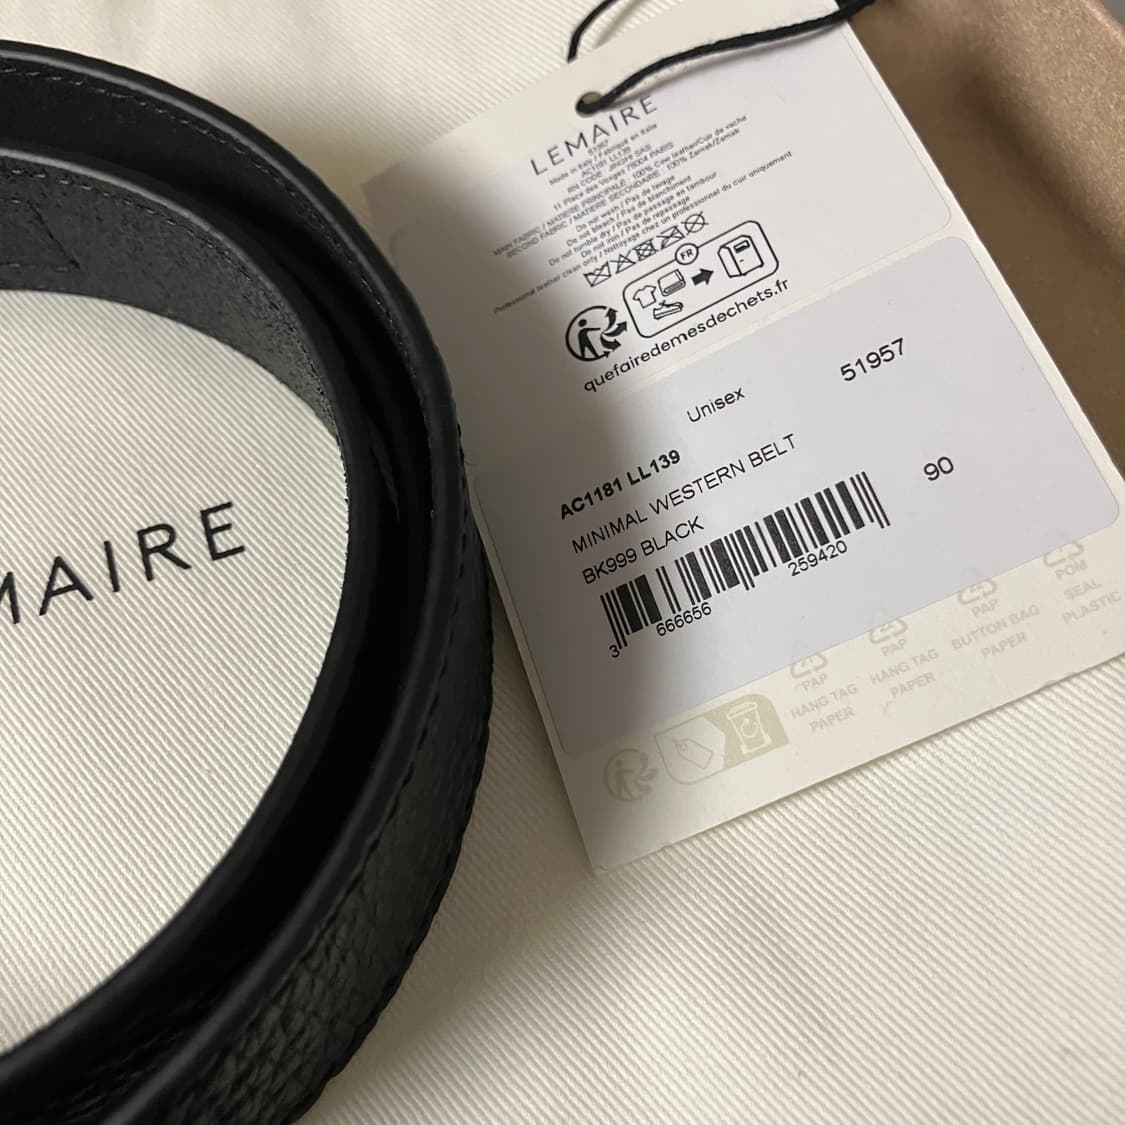 LEMAIRE
51957
Made in Italy / Fabriqué en Italie
AC1181 LL139
RN CODE : JINGHI SAS
11 Place des Vosges 75004 PARIS
MAIN FABRIC / MATIERE PRINCIPALE : 100% Cow leather/Cuir de vache
SECOND FABRIC / MATIERE SECONDAIRE : 100% Zamak/Zamak
Do not wash / Pas de lavage
Do not bleach / Pas de blanchiment
Do not tumble dry / Pas de passage en tambour
Do not iron / Pas de repassage
Professional leather clean only / Nettoyage chez un professionnel du cuir uniquement
FR
quefairedemesdechets.fr
Unisex
51957
AC1181 LL139
MINIMAL WESTERN BELT
BK999 BLACK
90
3 666656 259420
PAP
HANG TAG
PAPER
PAP
HANG TAG
PAPER
PAP
BUTTON BAG
PAPER
POM
SEAL
PLASTIC
MAIRE